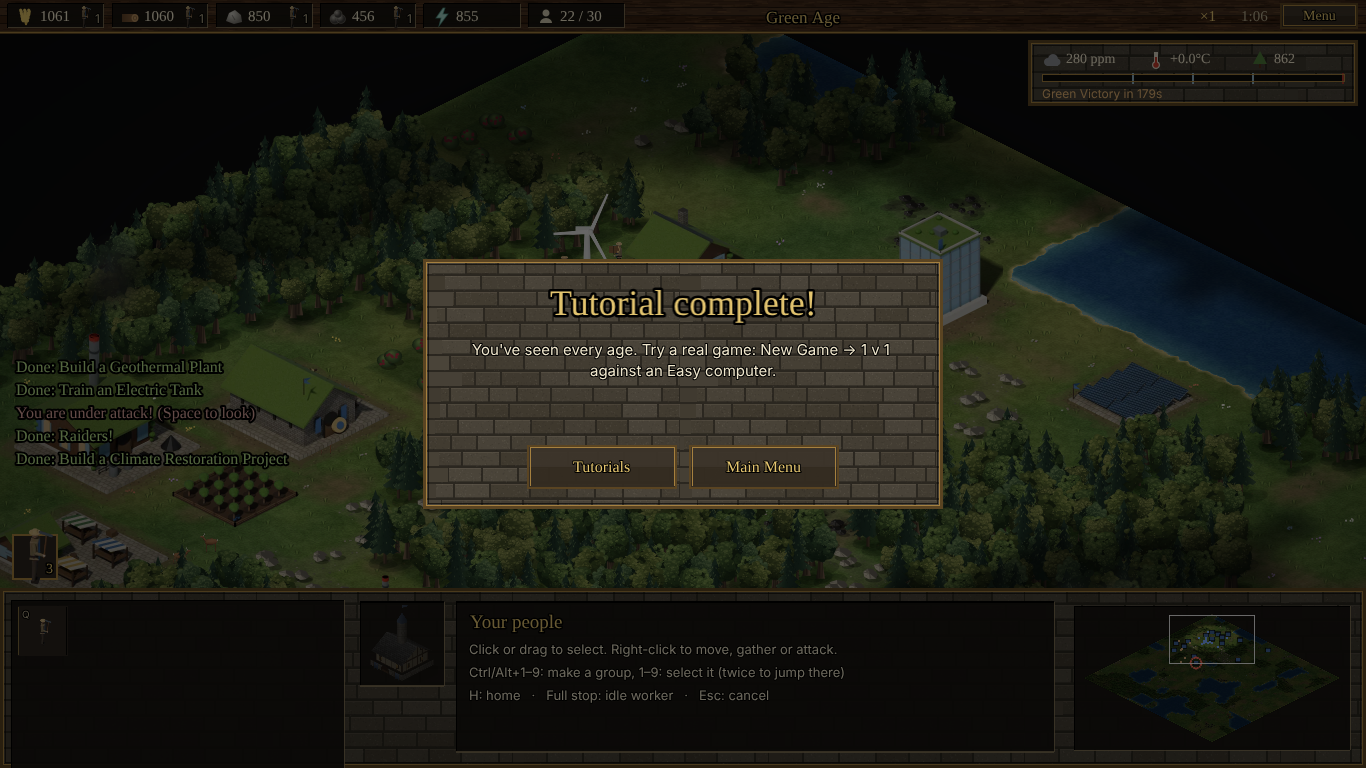 1061 1 1060 1 850 1 456 1 855 22 / 30 Green Age ×1 1:06 Menu
280 ppm +0.0°C 862
Green Victory in 179s
Tutorial complete!
You've seen every age. Try a real game: New Game → 1 v 1
against an Easy computer.
Tutorials Main Menu
Done: Build a Geothermal Plant
Done: Train an Electric Tank
You are under attack! (Space to look)
Done: Raiders!
Done: Build a Climate Restoration Project
3
Q
Your people
Click or drag to select. Right-click to move, gather or attack.
Ctrl/Alt+1–9: make a group, 1–9: select it (twice to jump there)
H: home · Full stop: idle worker · Esc: cancel